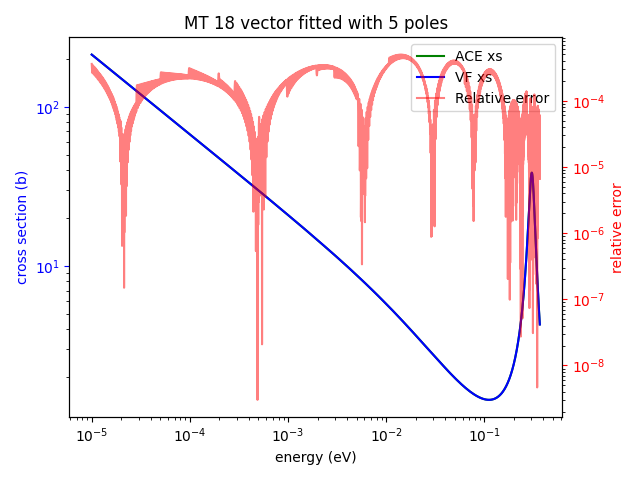 MT 18 vector fitted with 5 poles
ACE xs
VF xs
Relative error
10²
10¹
cross section (b)
10⁻⁴
10⁻⁵
10⁻⁶
10⁻⁷
10⁻⁸
relative error
10⁻⁵ 10⁻⁴ 10⁻³ 10⁻² 10⁻¹
energy (eV)